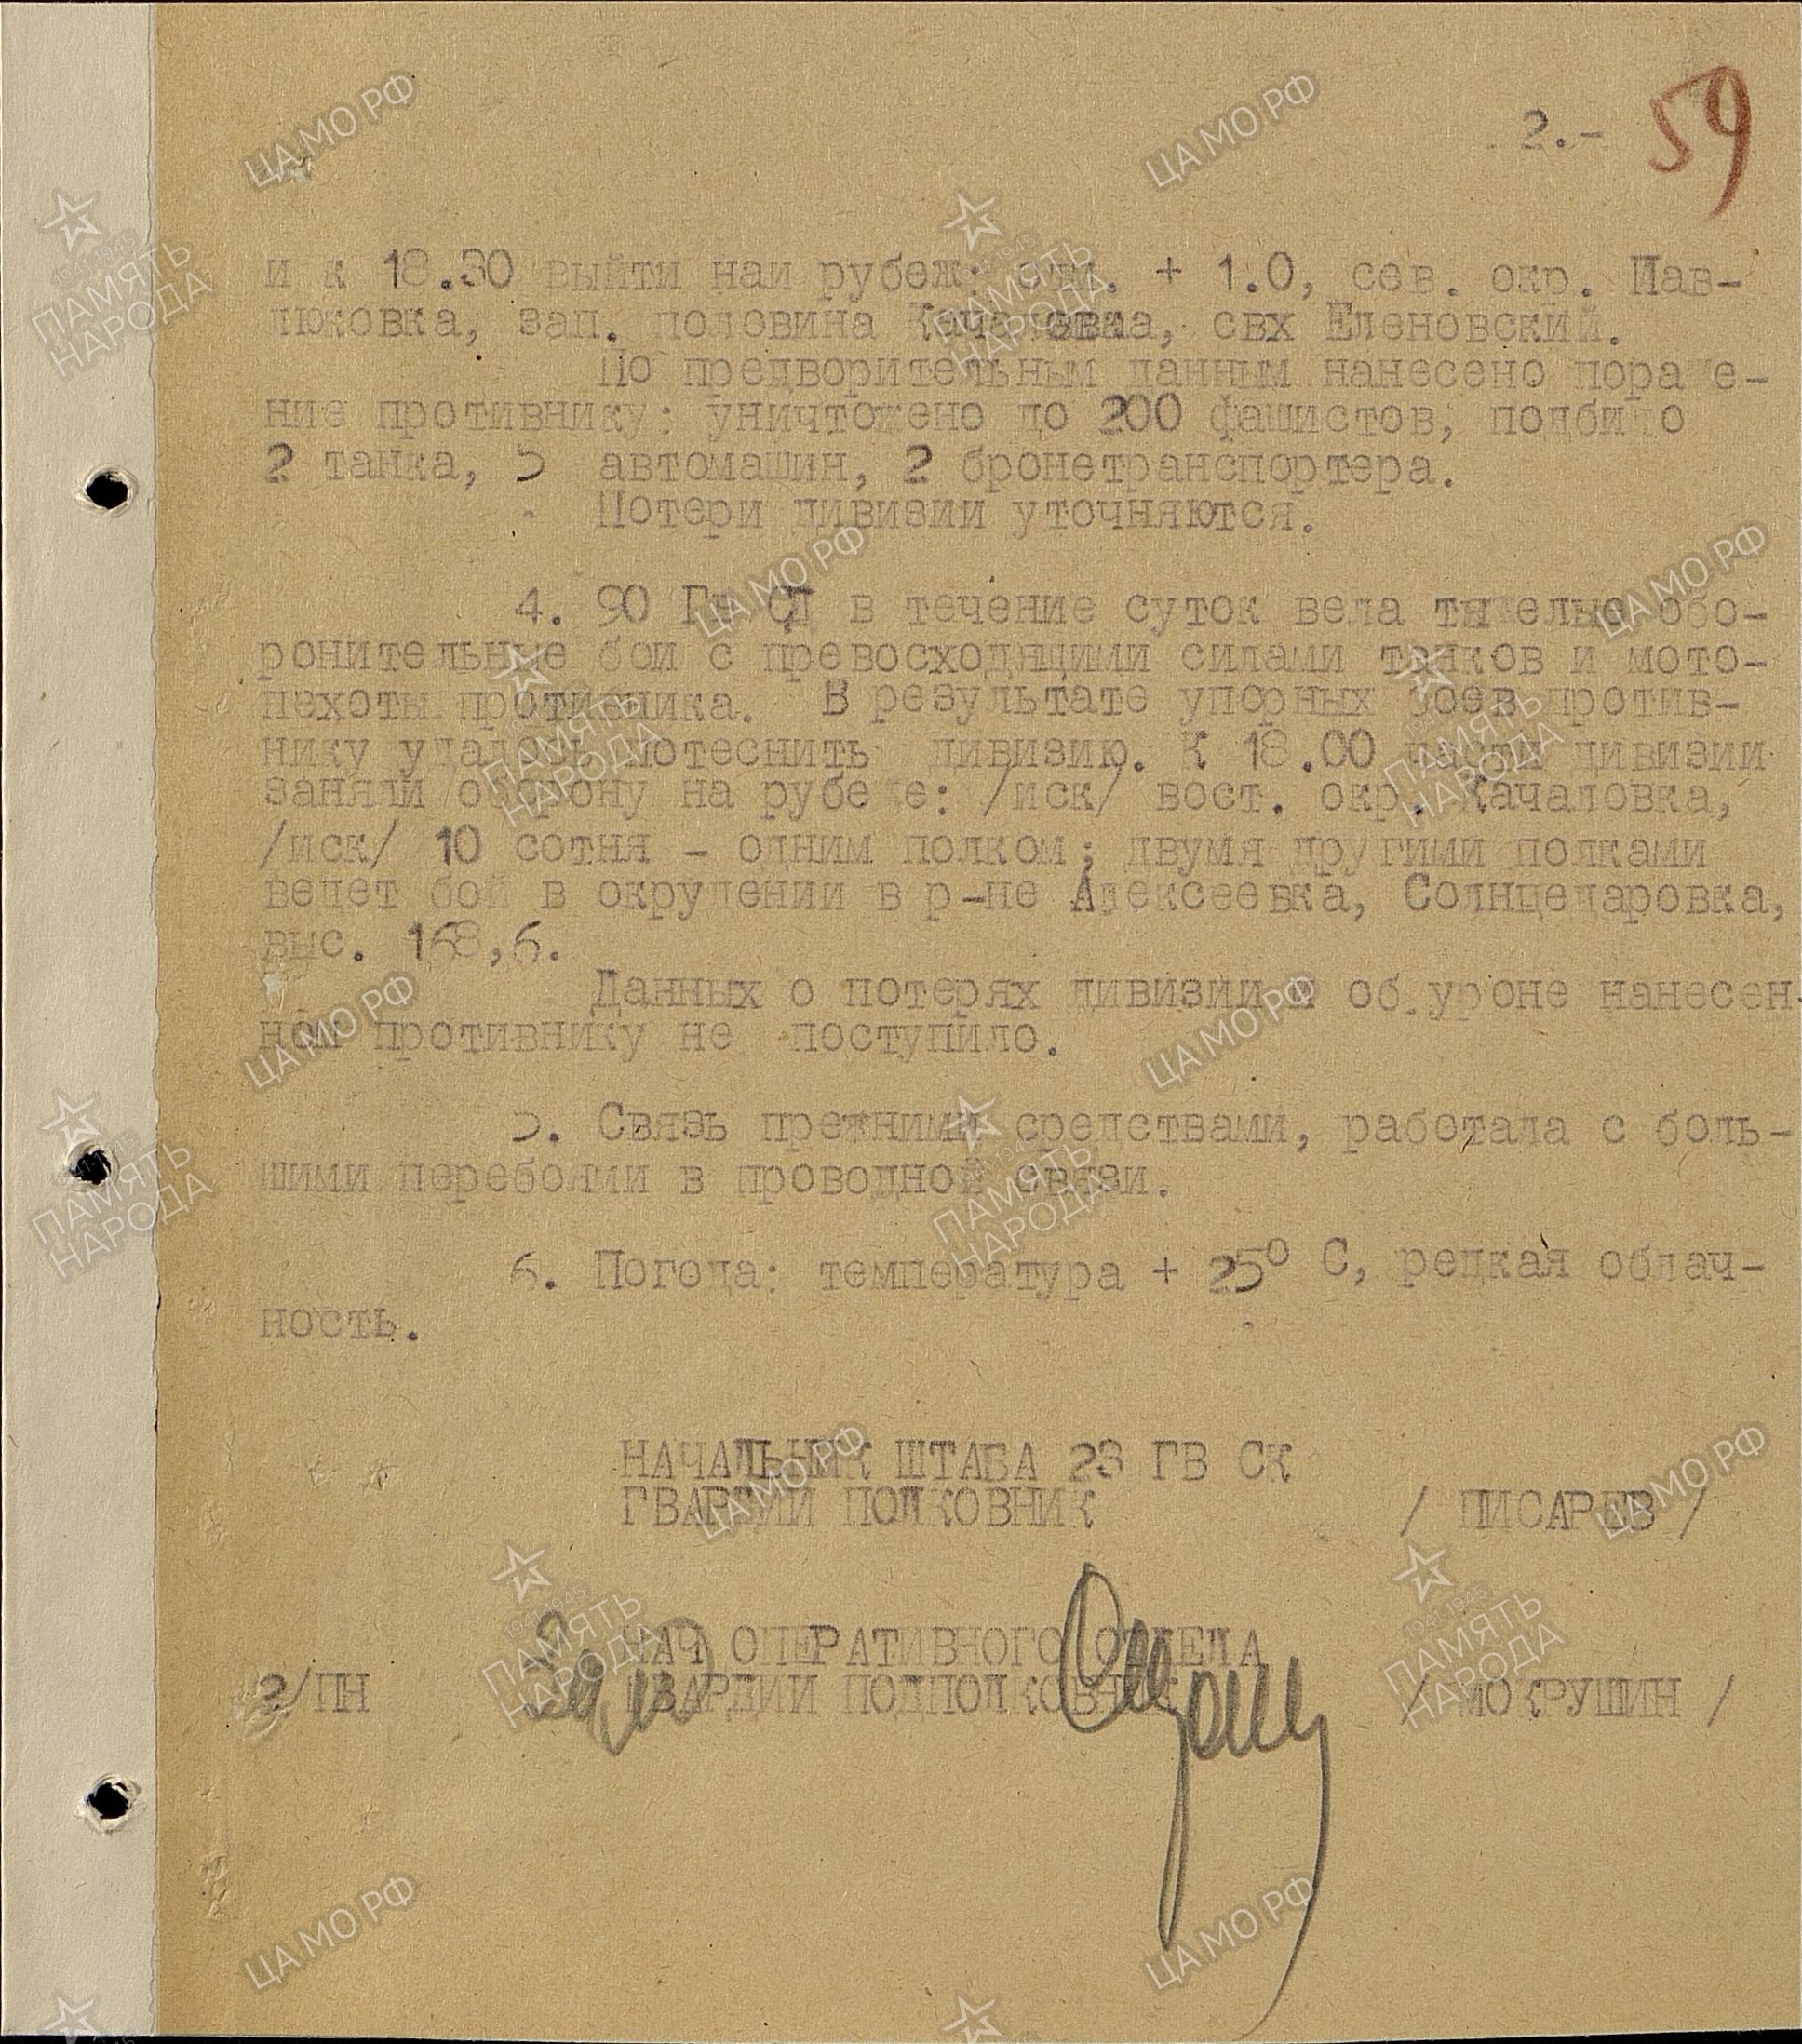 2.-
59
и к 18.30 выйти наи рубеж: отм. + 1.0, сев. окр. Пав-
люковка, зап. половина Качаловка, свх Еленовский.
По предворительным данным нанесено пораже-
ние противнику: уничтожено до 200 фашистов, подбито
2 танка, 5 автомашин, 2 бронетранспортера.
Потери дивизии уточняются.
4. 90 Гв СД в течение суток вела тяжелые обо-
ронительные бои с превосходящими силами танков и мото-
пехоты противника. В результате упорных боев против-
нику удалось потеснить дивизию. К 18.00 части дивизии
заняли оборону на рубеже: /иск/ вост. окр. Качаловка,
/иск/ 10 сотня - одним полком; двумя другими полками
ведет бой в окружении в р-не Алексеевка, Солнцедаровка,
выс. 168,6.
Данных о потерях дивизии и об уроне нанесен-
ном противнику не поступило.
5. Связь прежними средствами, работала с боль-
шими перебоями в проводной связи.
6. Погода: температура + 25° С, редкая облач-
ность.
НАЧАЛЬНИК ШТАБА 23 ГВ СК
ГВАРДИИ ПОЛКОВНИК / ПИСАРЕВ /
НАЧ ОПЕРАТИВНОГО ОТДЕЛА
2/ПН ГВАРДИИ ПОДПОЛКОВНИК / МОКРУШИН /